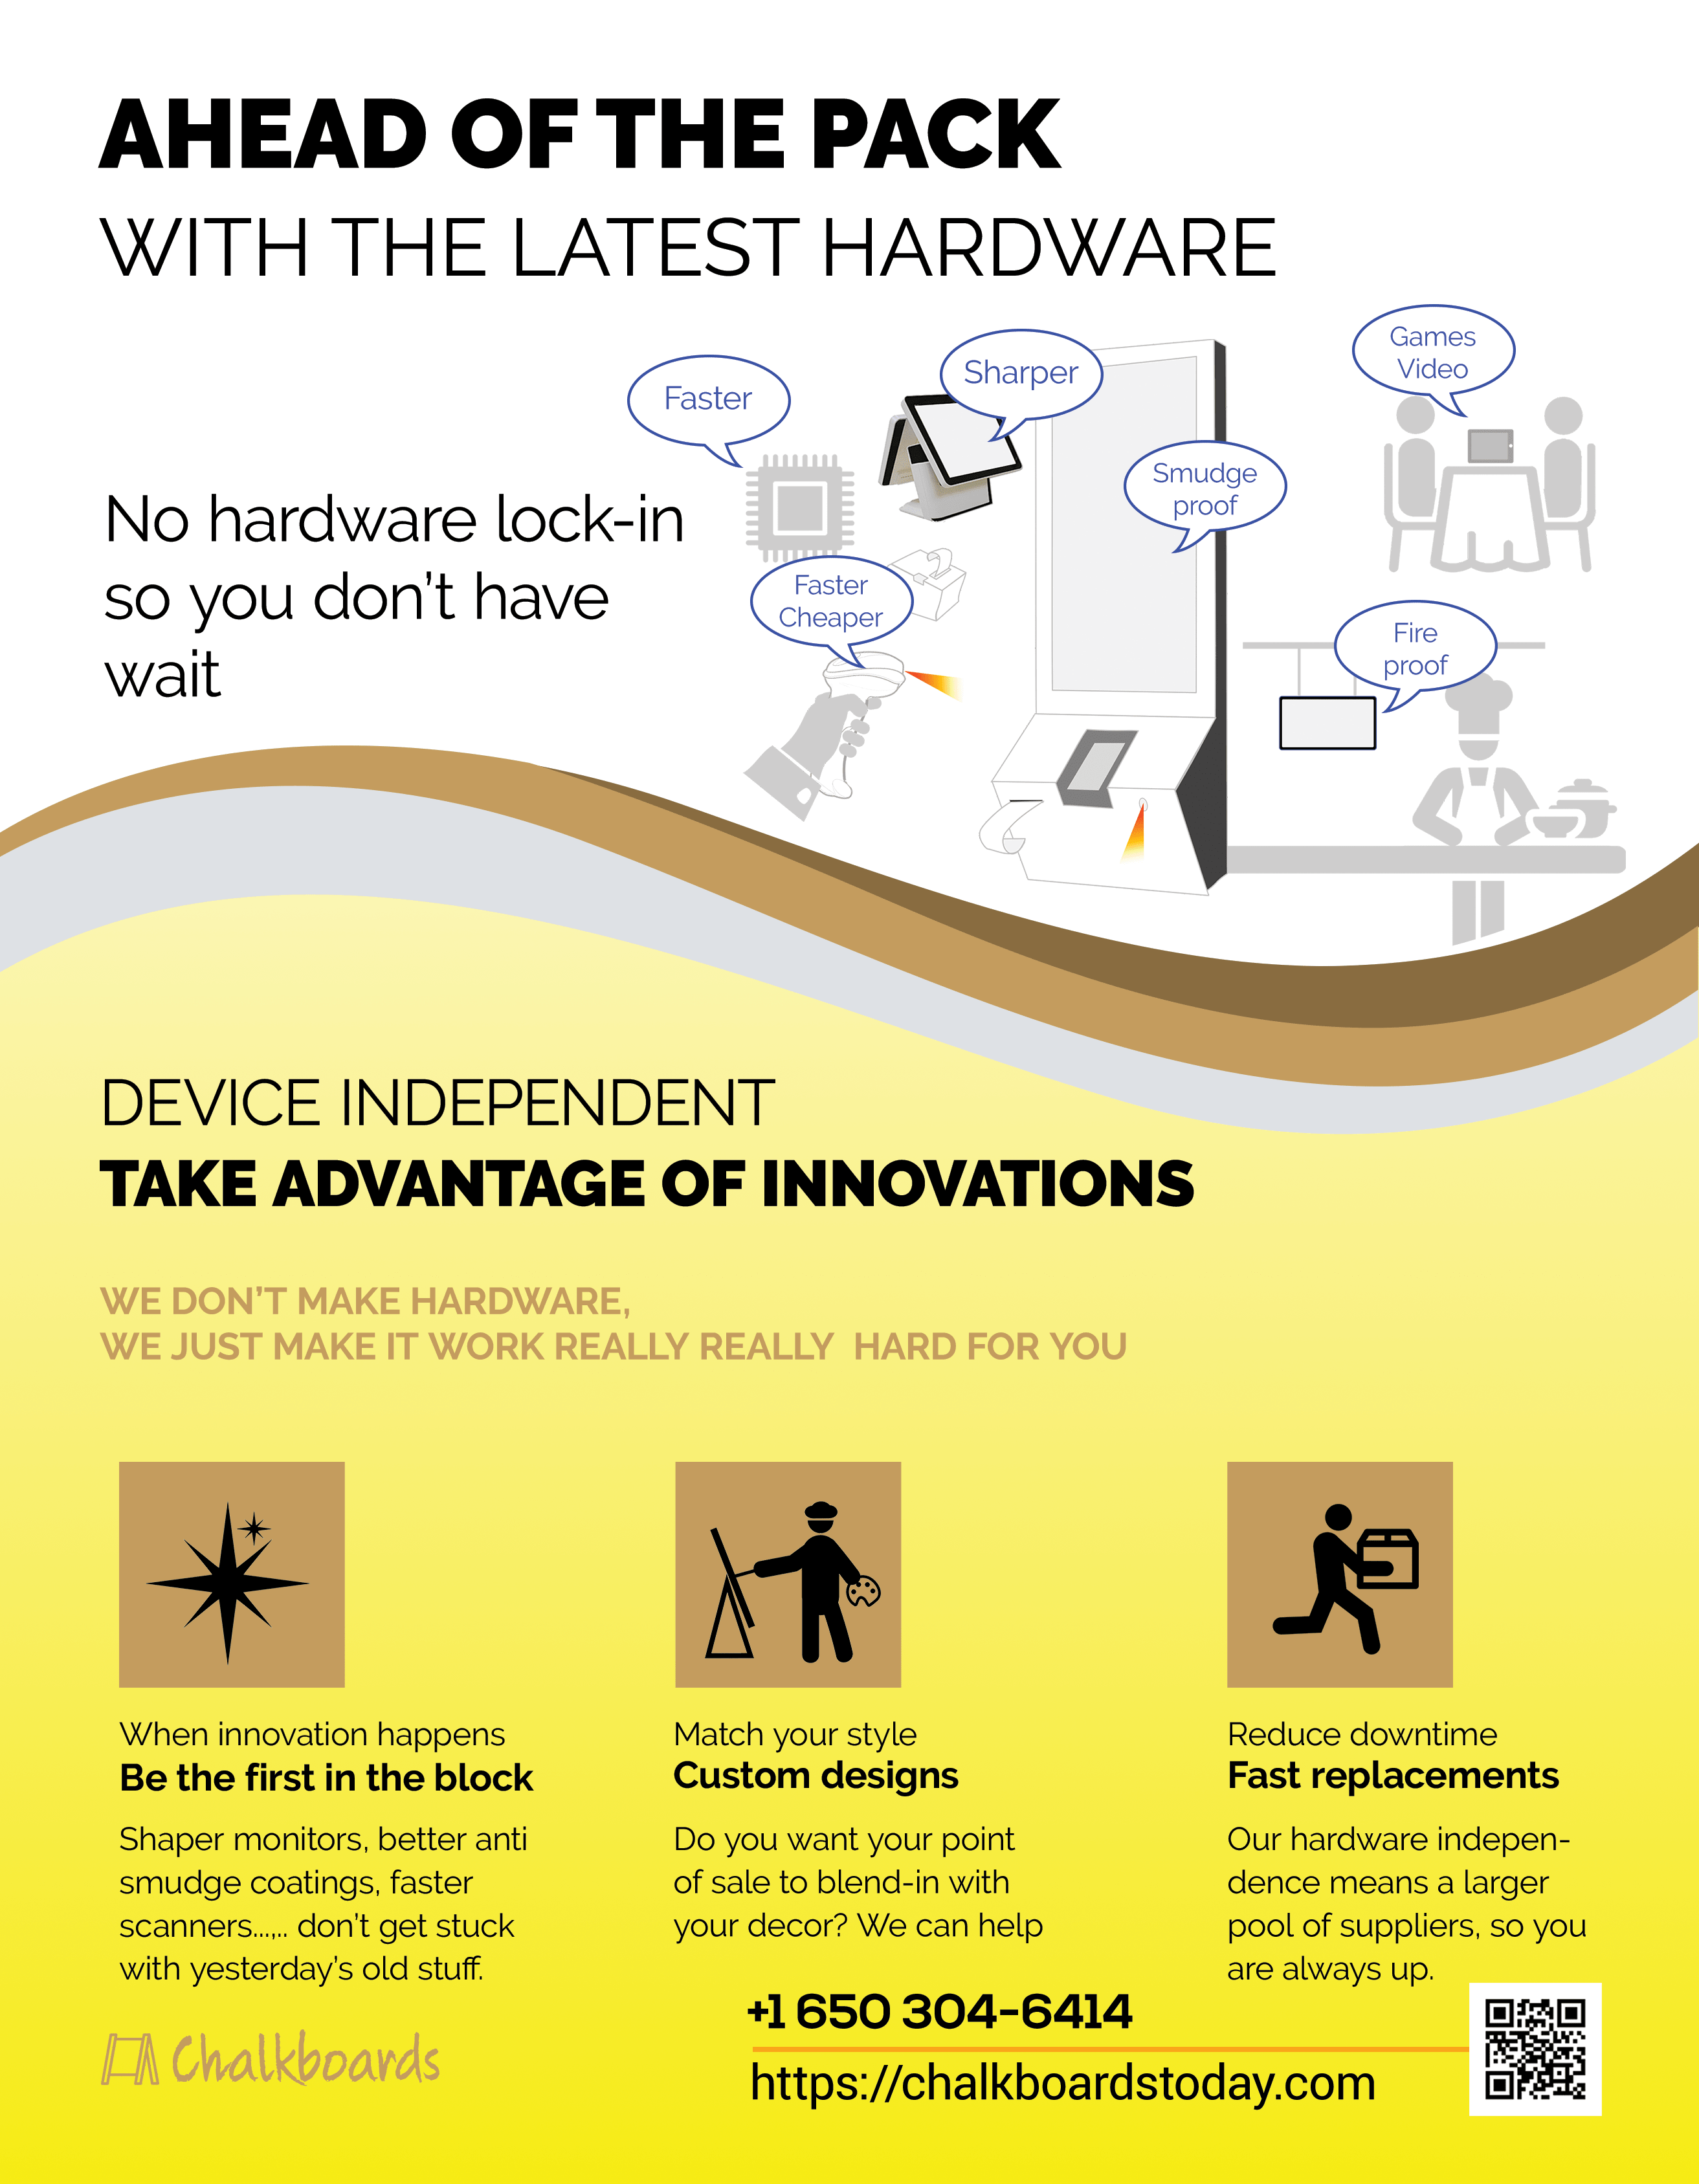 AHEAD OF THE PACK
WITH THE LATEST HARDWARE
Games
Video
Sharper
Faster
Smudge
proof
No hardware lock-in
so you don't have
wait
Faster
Cheaper
Fire
proof
DEVICE INDEPENDENT
TAKE ADVANTAGE OF INNOVATIONS
WE DON'T MAKE HARDWARE,
WE JUST MAKE IT WORK REALLY REALLY HARD FOR YOU
When innovation happens
Be the first in the block
Shaper monitors, better anti
smudge coatings, faster
scanners...,.. don't get stuck
with yesterday's old stuff.
Match your style
Custom designs
Do you want your point
of sale to blend-in with
your decor? We can help
Reduce downtime
Fast replacements
Our hardware indepen-
dence means a larger
pool of suppliers, so you
are always up.
+1 650 304-6414
Chalkboards
https://chalkboardstoday.com